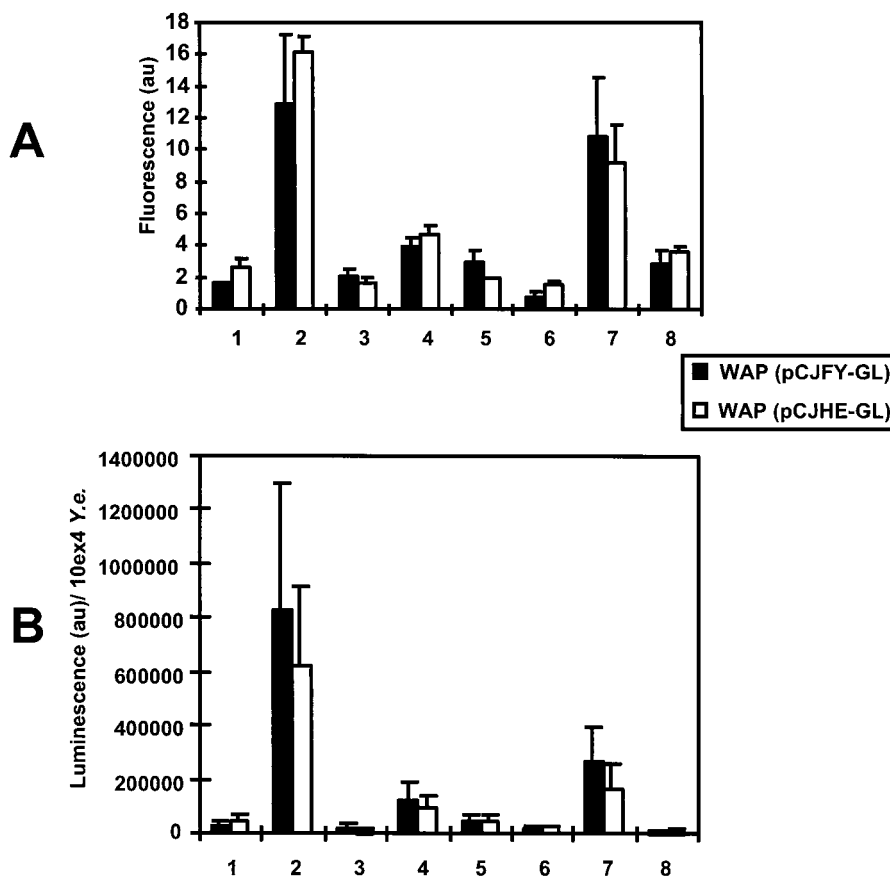 A
Fluorescence (au)
18
16
14
12
10
8
6
4
2
0
1 2 3 4 5 6 7 8
WAP (pCJFY-GL)
WAP (pCJHE-GL)
B
Luminescence (au)/ 10ex4 Y.e.
1400000
1200000
1000000
800000
600000
400000
200000
0
1 2 3 4 5 6 7 8